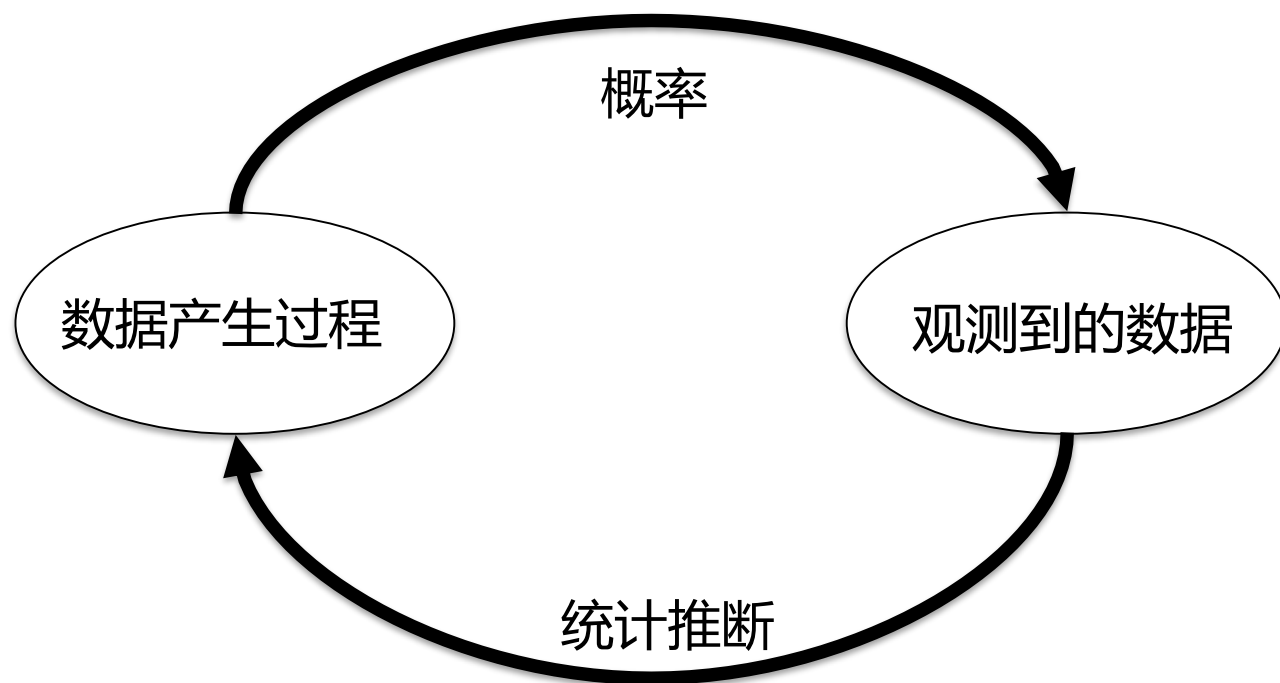 概率
数据产生过程
观测到的数据
统计推断